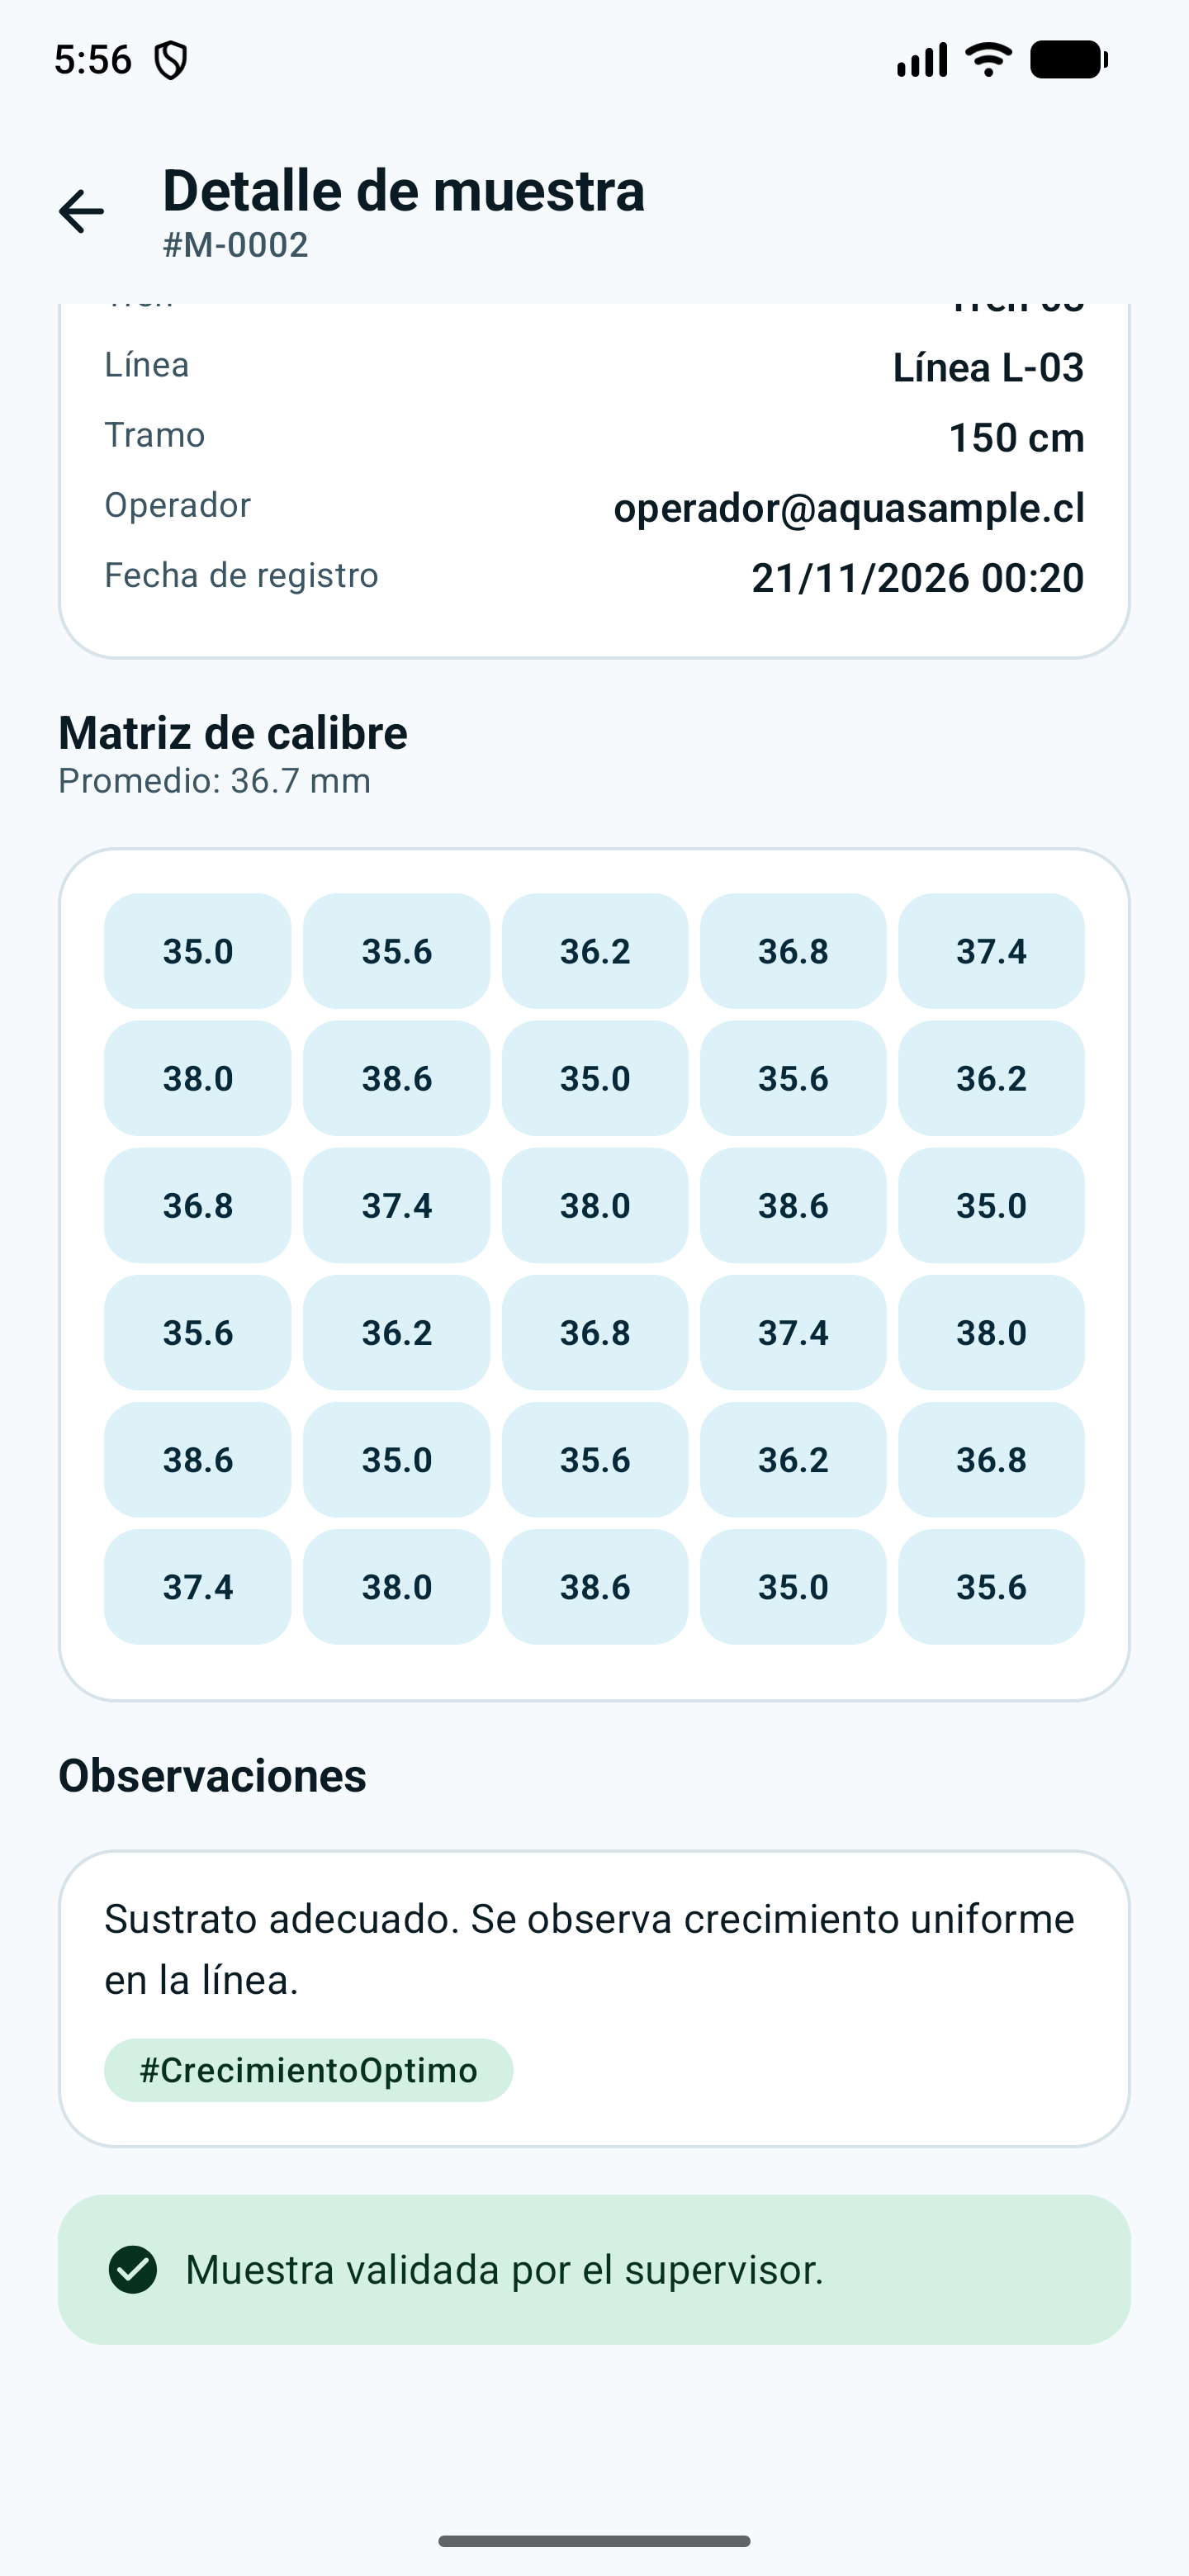 5:56
Detalle de muestra
#M-0002
Línea Línea L-03
Tramo 150 cm
Operador operador@aquasample.cl
Fecha de registro 21/11/2026 00:20
Matriz de calibre
Promedio: 36.7 mm
35.0 35.6 36.2 36.8 37.4
38.0 38.6 35.0 35.6 36.2
36.8 37.4 38.0 38.6 35.0
35.6 36.2 36.8 37.4 38.0
38.6 35.0 35.6 36.2 36.8
37.4 38.0 38.6 35.0 35.6
Observaciones
Sustrato adecuado. Se observa crecimiento uniforme
en la línea.
#CrecimientoOptimo
Muestra validada por el supervisor.